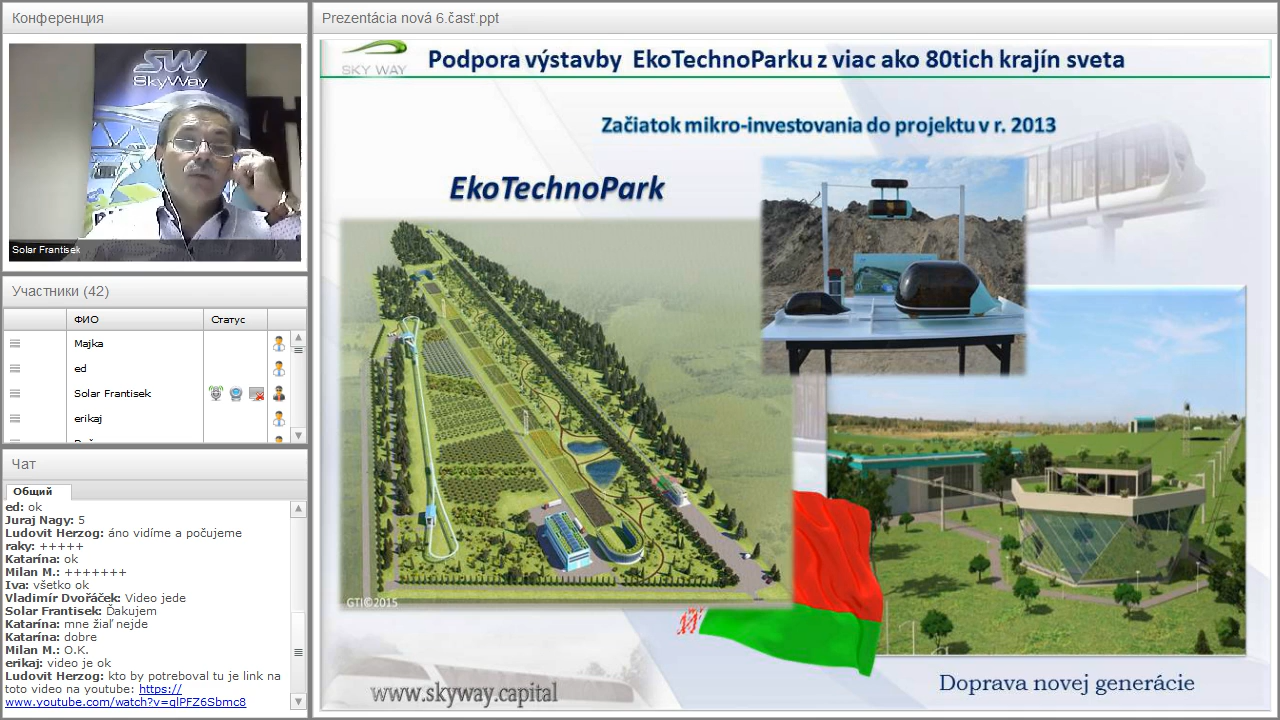 Конференция
SW
SkyWay
Solar Frantisek
Участники (42)
ФИО
Статус
Majka
ed
Solar Frantisek
erikaj
Чат
Общий
ed: ok
Juraj Nagy: 5
Ludovit Herzog: áno vidíme a počujeme
raky: +++++
Katarína: ok
Milan M.: +++++++
Iva: všetko ok
Vladimír Dvořáček: Video jede
Solar Frantisek: Ďakujem
Katarína: mne žiaľ nejde
Katarína: dobre
Milan M.: O.K.
erikaj: video je ok
Ludovit Herzog: kto by potreboval tu je link na
toto video na youtube: https://
www.youtube.com/watch?v=qlPFZ6Sbmc8
Prezentácia nová 6.časť.ppt
SKY WAY
Podpora výstavby EkoTechnoParku z viac ako 80tich krajín sveta
Začiatok mikro-investovania do projektu v r. 2013
EkoTechnoPark
GTI©2015
www.skyway.capital
Doprava novej generácie